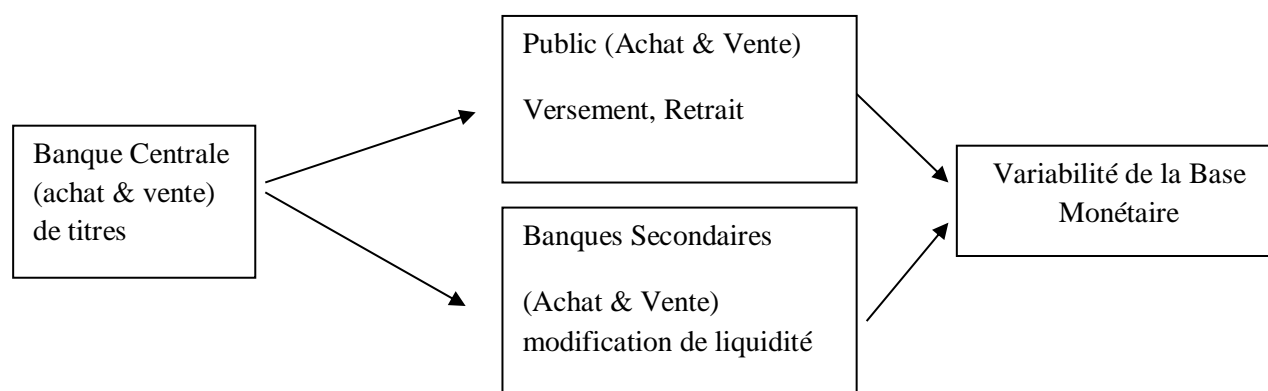 Public (Achat & Vente)
Versement, Retrait
Banque Centrale
(achat & vente)
de titres
Variabilité de la Base
Monétaire
Banques Secondaires
(Achat & Vente)
modification de liquidité